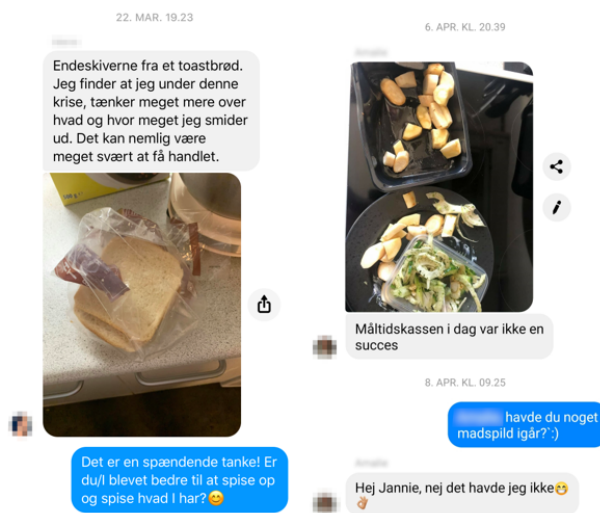 22. MAR. 19.23
Endeskiverne fra et toastbrød.
Jeg finder at jeg under denne
krise, tænker meget mere over
hvad og hvor meget jeg smider
ud. Det kan nemlig være
meget svært at få handlet.
Det er en spændende tanke! Er
du/I blevet bedre til at spise op
og spise hvad I har?😊
6. APR. KL. 20.39
Måltidskassen i dag var ikke en
succes
8. APR. KL. 09.25
havde du noget
madspild igår?`:)
Hej Jannie, nej det havde jeg ikke😁
👌🏼